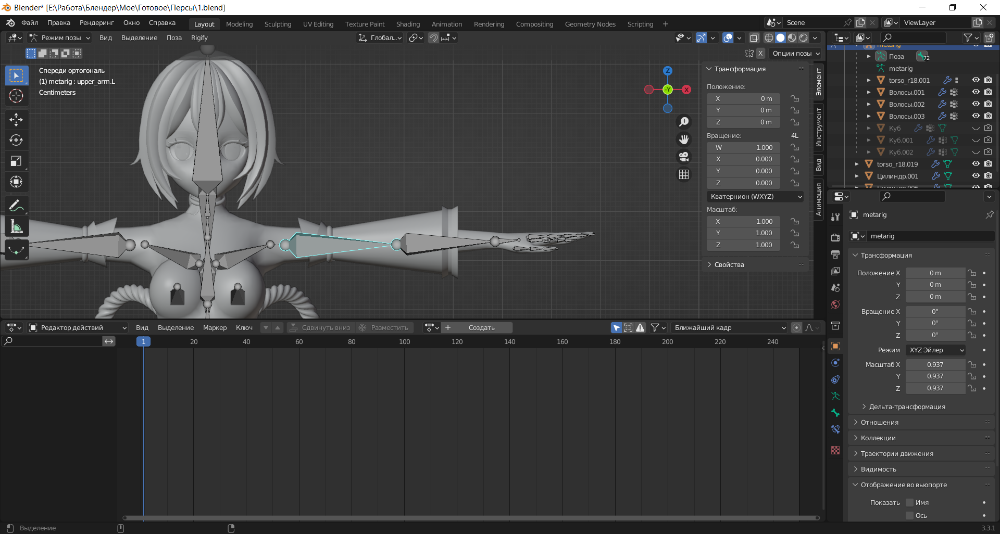 Blender* [E:\Работа\Блендер\Мое\Готовое\Персы\1.blend]
Файл Правка Рендеринг Окно Справка Layout Modeling Sculpting UV Editing Texture Paint Shading Animation Rendering Compositing Geometry Nodes Scripting + Scene ViewLayer
Режим позы Вид Выделение Поза Rigify Глобал...
X Опции позы
Спереди ортогональ
(1) metarig : upper_arm.L
Centimeters
Z
-Y
X
Трансформация
Положение:
X 0 m
Y 0 m
Z 0 m
Вращение: 4L
W 1.000
X 0.000
Y 0.000
Z 0.000
Кватернион (WXYZ)
Масштаб:
X 1.000
Y 1.000
Z 1.000
Свойства
Элемент
Инструмент
Вид
Анимация
metarig
Поза 72
metarig
torso_r18.001
Волосы.001
Волосы.002
Волосы.003
Куб
Куб.001
Куб.002
torso_r18.019
Цилиндр.001
Цилиндр.006
metarig
metarig
Трансформация
Положение X 0 m
Y 0 m
Z 0 m
Вращение X 0°
Y 0°
Z 0°
Режим XYZ Эйлер
Масштаб X 0.937
Y 0.937
Z 0.937
Дельта-трансформация
Отношения
Коллекции
Траектории движения
Видимость
Отображение во вьюпорте
Показать Имя
Ось
Редактор действий Вид Выделение Маркер Ключ Сдвинуть вниз Разместить + Создать Ближайший кадр
1 20 40 60 80 100 120 140 160 180 200 220 240
Выделение
3.3.1